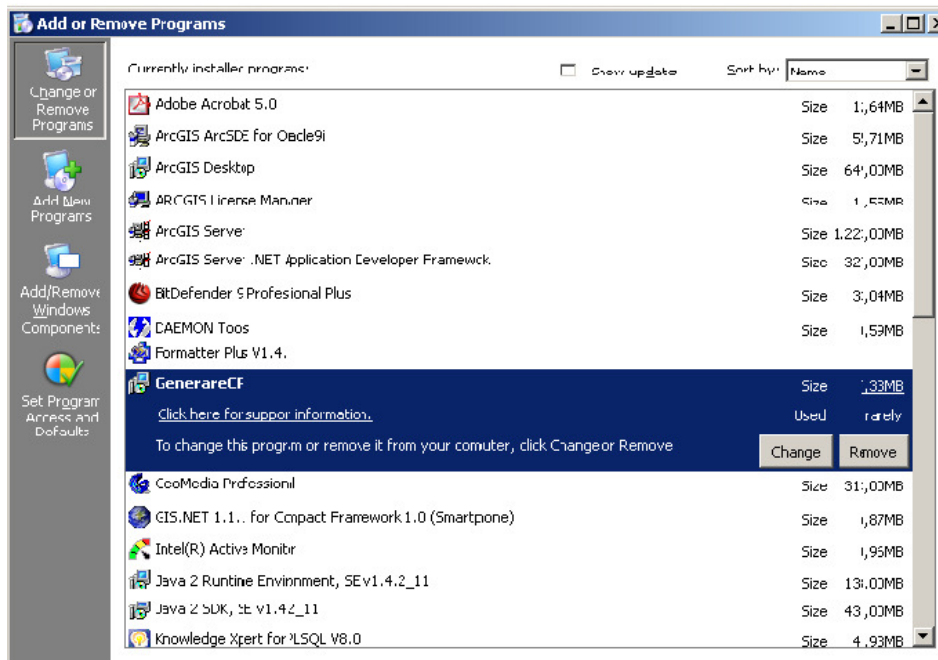 Add or Remove Programs
Change or
Remove
Programs
Add New
Programs
Add/Remove
Windows
Components
Set Program
Access and
Defaults
Currently installed programs:
Show updates
Sort by: Name
Adobe Acrobat 5.0 Size
ArcGIS ArcSDE for Oracle9i Size
ArcGIS Desktop Size
ARCGIS License Manager Size
ArcGIS Server Size
ArcGIS Server .NET Application Developer Framework Size
BitDefender 9 Profesional Plus Size
DAEMON Toos Size
Formatter Plus V1.4.
GenerareCF Size
Click here for suppor information. Used rarely
To change this program or remove it from your comuter, click Change or Remove
Change Remove
GeoMedia Professional Size
GIS.NET 1.1.. for Compact Framework 1.0 (Smartpone) Size
Intel(R) Active Monitor Size
Java 2 Runtime Environment, SE v1.4.2_11 Size
Java 2 SDK, SE v1.4.2_11 Size 43,00MB
Knowledge Xpert for PLSQL V8.0 Size 4,93MB